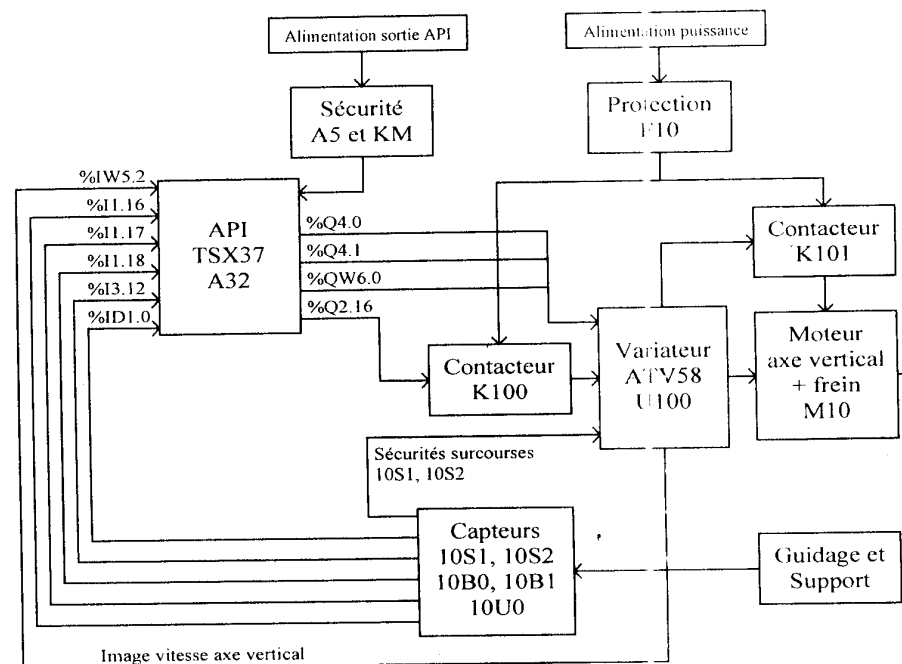 Alimentation sortie API
Alimentation puissance
Sécurité
A5 et KM
Protection
F10
%IW5.2
%I1.16
%I1.17
%I1.18
%I3.12
%ID1.0
API
TSX37
A32
%Q4.0
%Q4.1
%QW6.0
%Q2.16
Contacteur
K101
Contacteur
K100
Variateur
ATV58
U100
Moteur
axe vertical
+ frein
M10
Sécurités surcourses
10S1, 10S2
Capteurs
10S1, 10S2
10B0, 10B1
10U0
Guidage et
Support
Image vitesse axe vertical